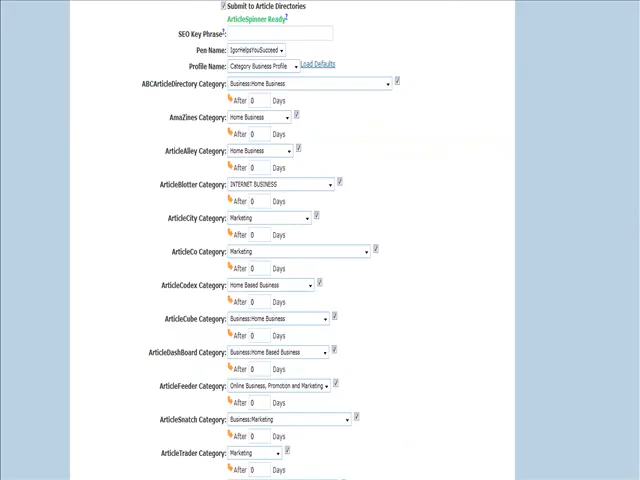 Submit to Article Directories
ArticleSpinner Ready?
SEO Key Phrase?:
Pen Name: IgorHelpsYouSucceed
Profile Name: Category Business Profile Load Defaults
ABCArticleDirectory Category: Business:Home Business
After 0 Days
AmaZines Category: Home Business
After 0 Days
ArticleAlley Category: Home Business
After 0 Days
ArticleBlotter Category: INTERNET BUSINESS
After 0 Days
ArticleCity Category: Marketing
After 0 Days
ArticleCo Category: Marketing
After 0 Days
ArticleCodex Category: Home Based Business
After 0 Days
ArticleCube Category: Business:Home Business
After 0 Days
ArticleDashBoard Category: Business:Home Based Business
After 0 Days
ArticleFeeder Category: Online Business, Promotion and Marketing
After 0 Days
ArticleSnatch Category: Business:Marketing
After 0 Days
ArticleTrader Category: Marketing
After 0 Days